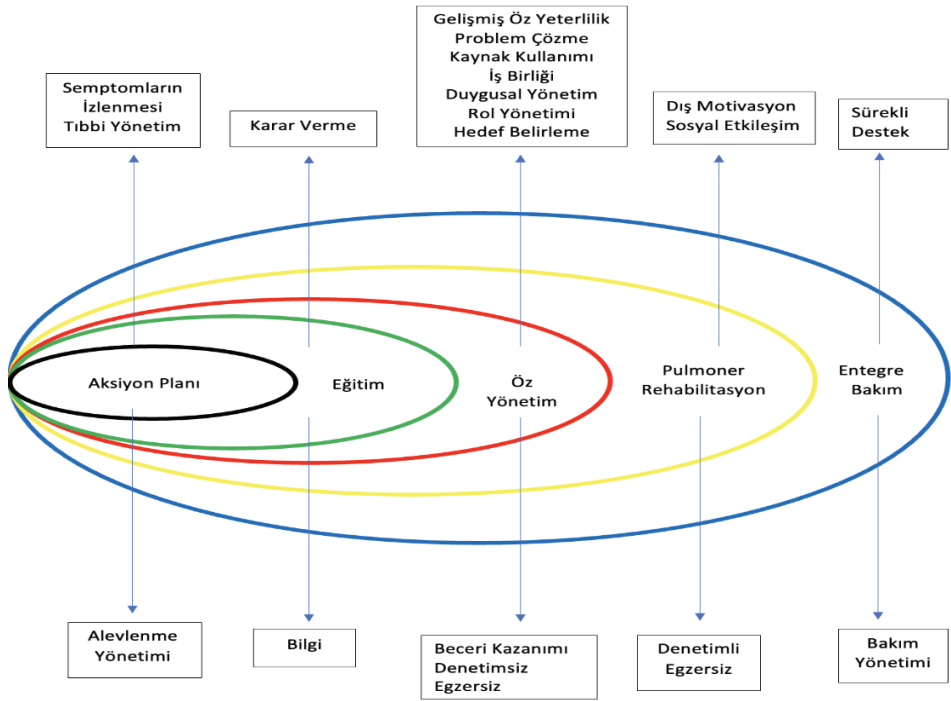 Semptomların
İzlenmesi
Tıbbi Yönetim
Karar Verme
Gelişmiş Öz Yeterlilik
Problem Çözme
Kaynak Kullanımı
İş Birliği
Duygusal Yönetim
Rol Yönetimi
Hedef Belirleme
Dış Motivasyon
Sosyal Etkileşim
Sürekli
Destek
Aksiyon Planı
Eğitim
Öz
Yönetim
Pulmoner
Rehabilitasyon
Entegre
Bakım
Alevlenme
Yönetimi
Bilgi
Beceri Kazanımı
Denetimsiz
Egzersiz
Denetimli
Egzersiz
Bakım
Yönetimi